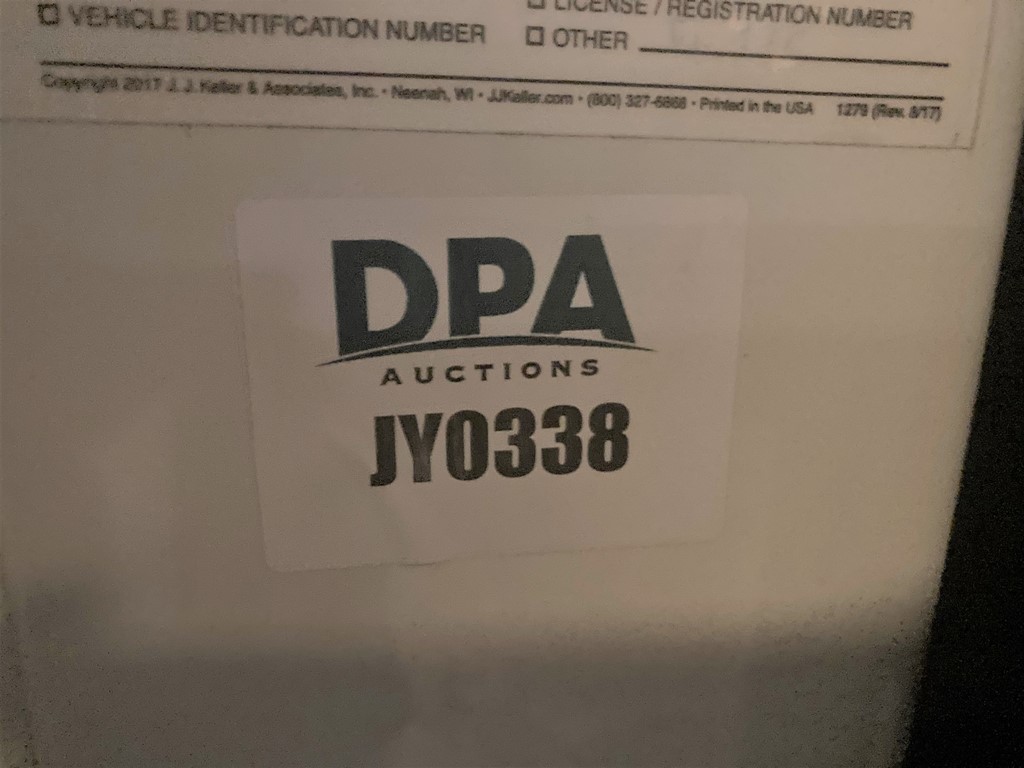 LICENSE / REGISTRATION NUMBER
VEHICLE IDENTIFICATION NUMBER
OTHER
Copyright 2017 J. J. Keller & Associates, Inc. • Neenah, WI • JJKeller.com • (800) 327-6868 • Printed in the USA 1279 (Rev. 8/17)
DPA
AUCTIONS
JY0338